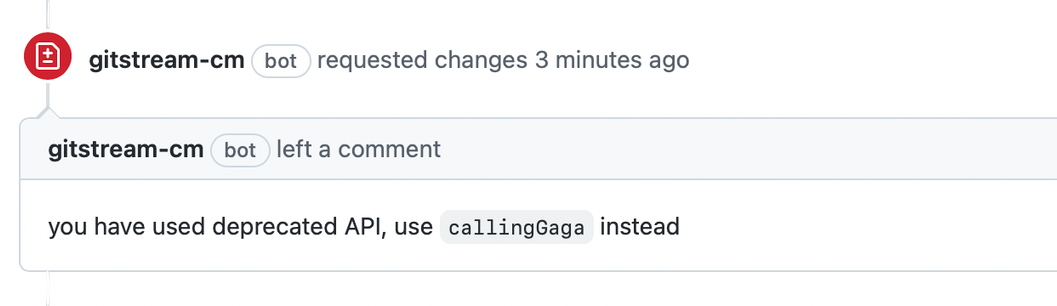 gitstream-cm bot requested changes 3 minutes ago
gitstream-cm bot left a comment
you have used deprecated API, use callingGaga instead